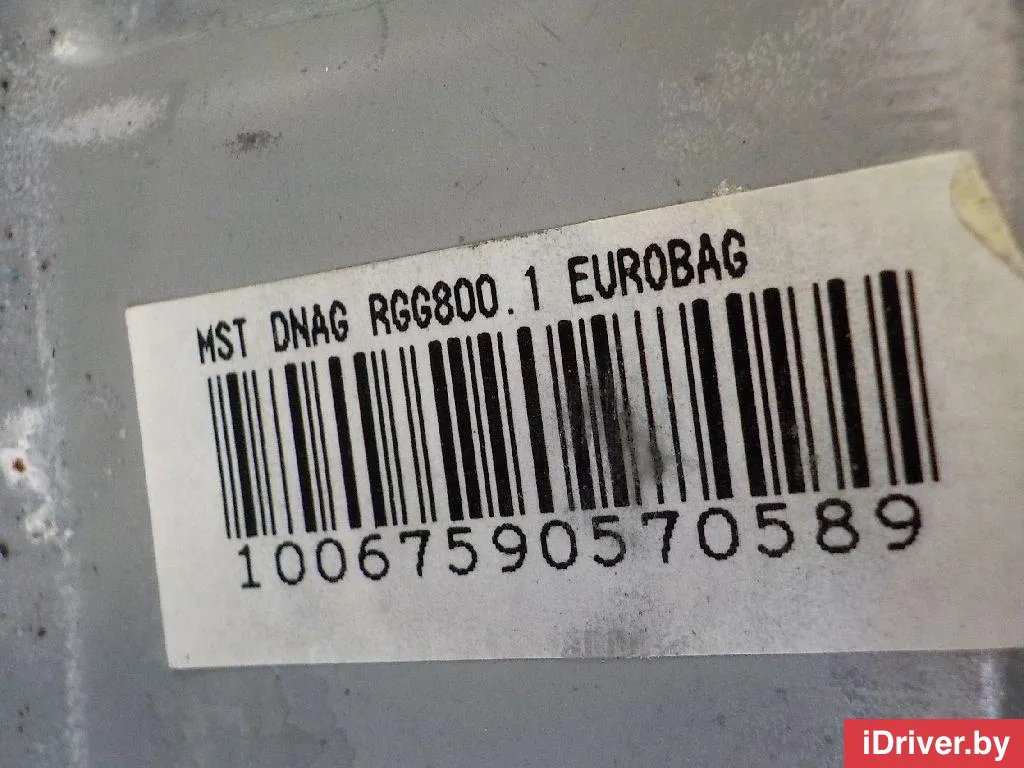 MST DNAG RGG800.1 EUROBAG
10067590570589
iDriver.by